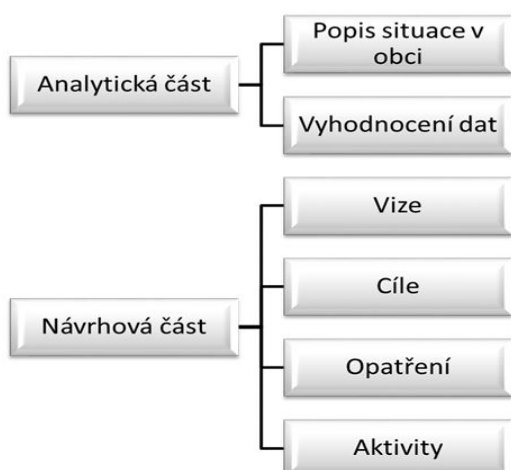 Analytická část
Popis situace v
obci
Vyhodnocení dat
Návrhová část
Vize
Cíle
Opatření
Aktivity